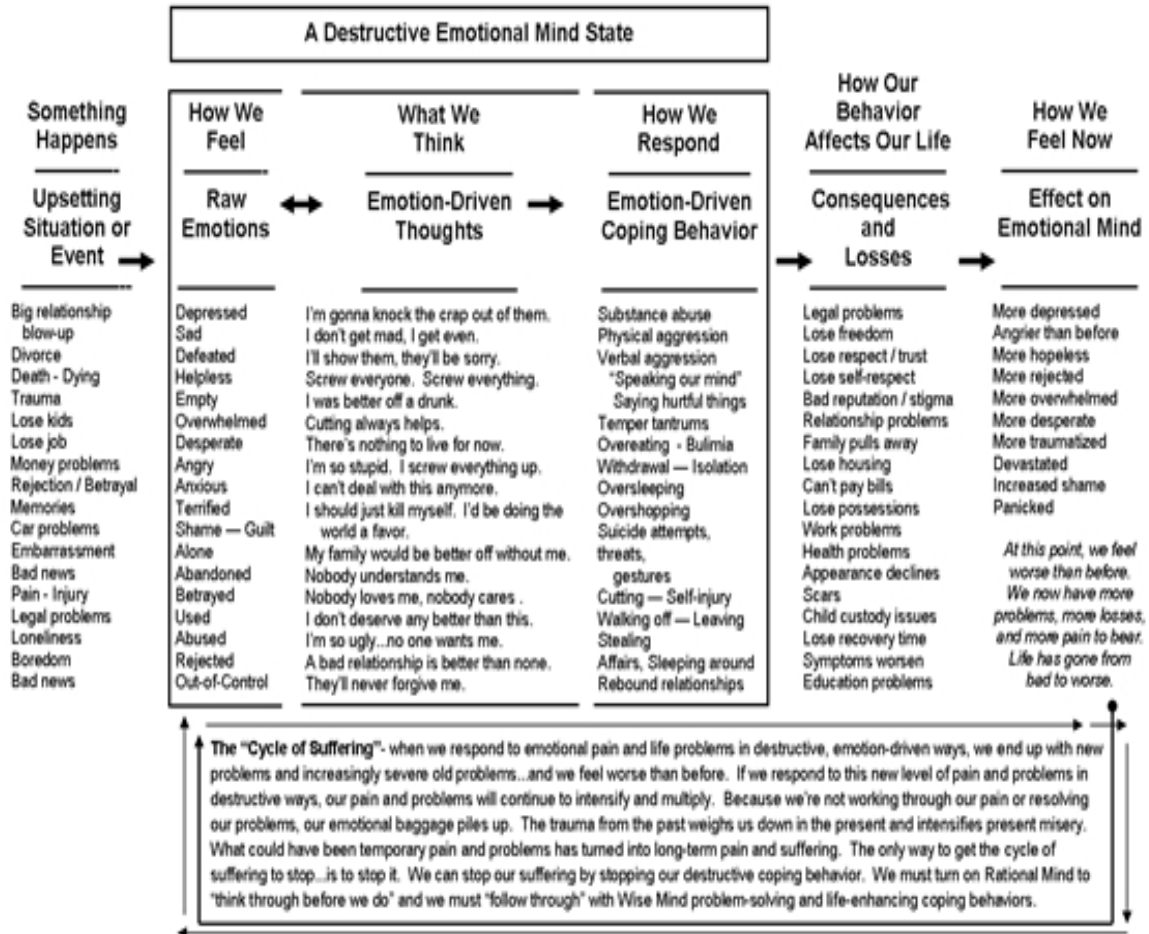 A Destructive Emotional Mind State
Something
Happens
Upsetting
Situation or
Event
Big relationship
blow-up
Divorce
Death - Dying
Trauma
Lose kids
Lose job
Money problems
Rejection / Betrayal
Memories
Car problems
Embarrassment
Bad news
Pain - Injury
Legal problems
Loneliness
Boredom
Bad news
How We
Feel
Raw
Emotions
Depressed
Sad
Defeated
Helpless
Empty
Overwhelmed
Desperate
Angry
Anxious
Terrified
Shame — Guilt
Alone
Abandoned
Betrayed
Used
Abused
Rejected
Out-of-Control
What We
Think
Emotion-Driven
Thoughts
I'm gonna knock the crap out of them.
I don't get mad, I get even.
I'll show them, they'll be sorry.
Screw everyone. Screw everything.
I was better off a drunk.
Cutting always helps.
There's nothing to live for now.
I'm so stupid. I screw everything up.
I can't deal with this anymore.
I should just kill myself. I'd be doing the
world a favor.
My family would be better off without me.
Nobody understands me.
Nobody loves me, nobody cares .
I don't deserve any better than this.
I'm so ugly...no one wants me.
A bad relationship is better than none.
They'll never forgive me.
How We
Respond
Emotion-Driven
Coping Behavior
Substance abuse
Physical aggression
Verbal aggression
"Speaking our mind"
Saying hurtful things
Temper tantrums
Overeating - Bulimia
Withdrawal — Isolation
Oversleeping
Overshopping
Suicide attempts,
threats,
gestures
Cutting — Self-injury
Walking off — Leaving
Stealing
Affairs, Sleeping around
Rebound relationships
How Our
Behavior
Affects Our Life
Consequences
and
Losses
Legal problems
Lose freedom
Lose respect / trust
Lose self-respect
Bad reputation / stigma
Relationship problems
Family pulls away
Lose housing
Can't pay bills
Lose possessions
Work problems
Health problems
Appearance declines
Scars
Child custody issues
Lose recovery time
Symptoms worsen
Education problems
How We
Feel Now
Effect on
Emotional Mind
More depressed
Angrier than before
More hopeless
More rejected
More overwhelmed
More desperate
More traumatized
Devastated
Increased shame
Panicked
At this point, we feel
worse than before.
We now have more
problems, more losses,
and more pain to bear.
Life has gone from
bad to worse.
The "Cycle of Suffering"- when we respond to emotional pain and life problems in destructive, emotion-driven ways, we end up with new
problems and increasingly severe old problems...and we feel worse than before. If we respond to this new level of pain and problems in
destructive ways, our pain and problems will continue to intensify and multiply. Because we're not working through our pain or resolving
our problems, our emotional baggage piles up. The trauma from the past weighs us down in the present and intensifies present misery.
What could have been temporary pain and problems has turned into long-term pain and suffering. The only way to get the cycle of
suffering to stop...is to stop it. We can stop our suffering by stopping our destructive coping behavior. We must turn on Rational Mind to
"think through before we do" and we must "follow through" with Wise Mind problem-solving and life-enhancing coping behaviors.